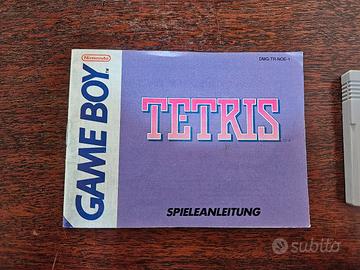 Nintendo
GAME BOY
DMG-TR-NOE-1
TETRIS
SPIELEANLEITUNG
subito